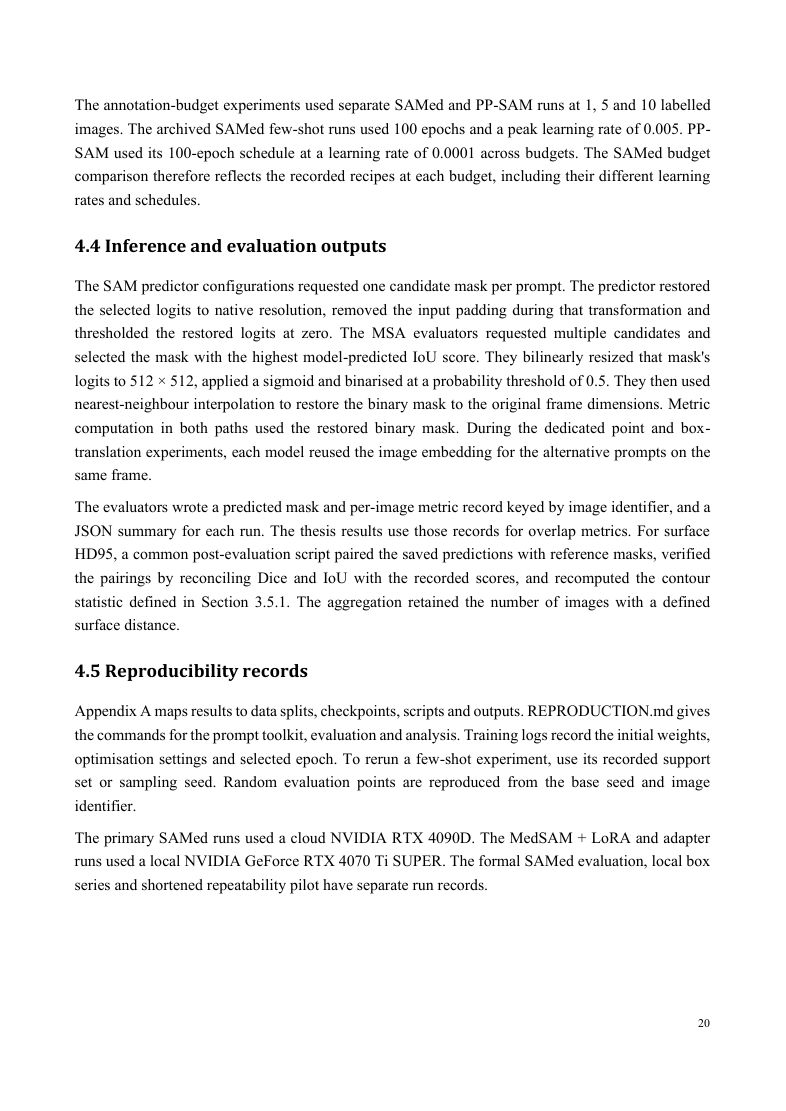 The annotation-budget experiments used separate SAMed and PP-SAM runs at 1, 5 and 10 labelled
images. The archived SAMed few-shot runs used 100 epochs and a peak learning rate of 0.005. PP-
SAM used its 100-epoch schedule at a learning rate of 0.0001 across budgets. The SAMed budget
comparison therefore reflects the recorded recipes at each budget, including their different learning
rates and schedules.
4.4 Inference and evaluation outputs
The SAM predictor configurations requested one candidate mask per prompt. The predictor restored
the selected logits to native resolution, removed the input padding during that transformation and
thresholded the restored logits at zero. The MSA evaluators requested multiple candidates and
selected the mask with the highest model-predicted IoU score. They bilinearly resized that mask's
logits to 512 × 512, applied a sigmoid and binarised at a probability threshold of 0.5. They then used
nearest-neighbour interpolation to restore the binary mask to the original frame dimensions. Metric
computation in both paths used the restored binary mask. During the dedicated point and box-
translation experiments, each model reused the image embedding for the alternative prompts on the
same frame.
The evaluators wrote a predicted mask and per-image metric record keyed by image identifier, and a
JSON summary for each run. The thesis results use those records for overlap metrics. For surface
HD95, a common post-evaluation script paired the saved predictions with reference masks, verified
the pairings by reconciling Dice and IoU with the recorded scores, and recomputed the contour
statistic defined in Section 3.5.1. The aggregation retained the number of images with a defined
surface distance.
4.5 Reproducibility records
Appendix A maps results to data splits, checkpoints, scripts and outputs. REPRODUCTION.md gives
the commands for the prompt toolkit, evaluation and analysis. Training logs record the initial weights,
optimisation settings and selected epoch. To rerun a few-shot experiment, use its recorded support
set or sampling seed. Random evaluation points are reproduced from the base seed and image
identifier.
The primary SAMed runs used a cloud NVIDIA RTX 4090D. The MedSAM + LoRA and adapter
runs used a local NVIDIA GeForce RTX 4070 Ti SUPER. The formal SAMed evaluation, local box
series and shortened repeatability pilot have separate run records.
20